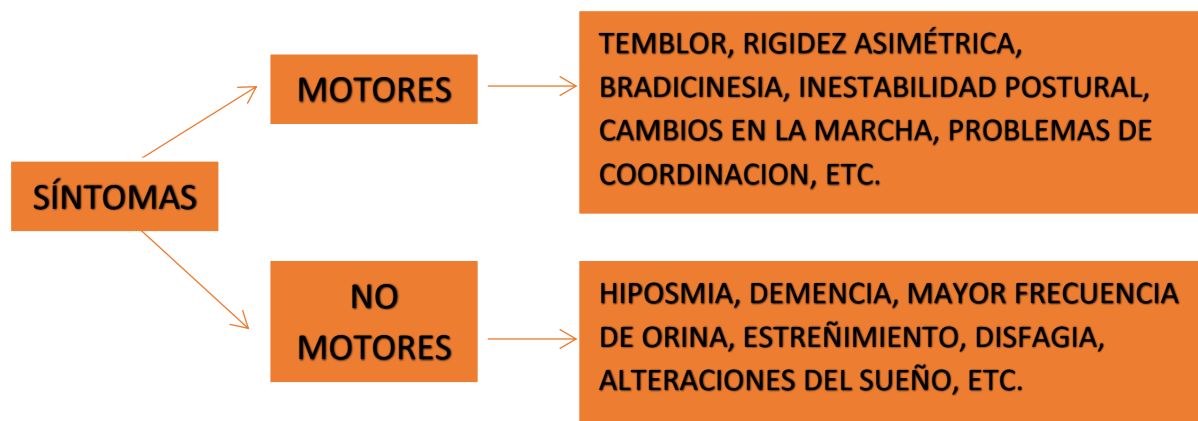 SÍNTOMAS
MOTORES
TEMBLOR, RIGIDEZ ASIMÉTRICA,
BRADICINESIA, INESTABILIDAD POSTURAL,
CAMBIOS EN LA MARCHA, PROBLEMAS DE
COORDINACION, ETC.
NO
MOTORES
HIPOSMIA, DEMENCIA, MAYOR FRECUENCIA
DE ORINA, ESTREÑIMIENTO, DISFAGIA,
ALTERACIONES DEL SUEÑO, ETC.